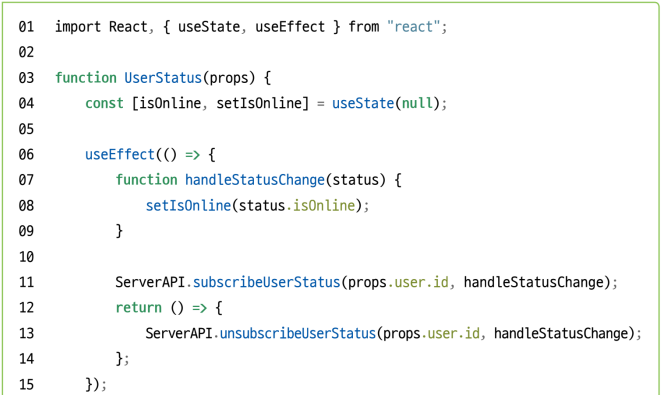 01 import React, { useState, useEffect } from "react";
02
03 function UserStatus(props) {
04     const [isOnline, setIsOnline] = useState(null);
05
06     useEffect(() => {
07         function handleStatusChange(status) {
08             setIsOnline(status.isOnline);
09         }
10
11         ServerAPI.subscribeUserStatus(props.user.id, handleStatusChange);
12         return () => {
13             ServerAPI.unsubscribeUserStatus(props.user.id, handleStatusChange);
14         };
15     });